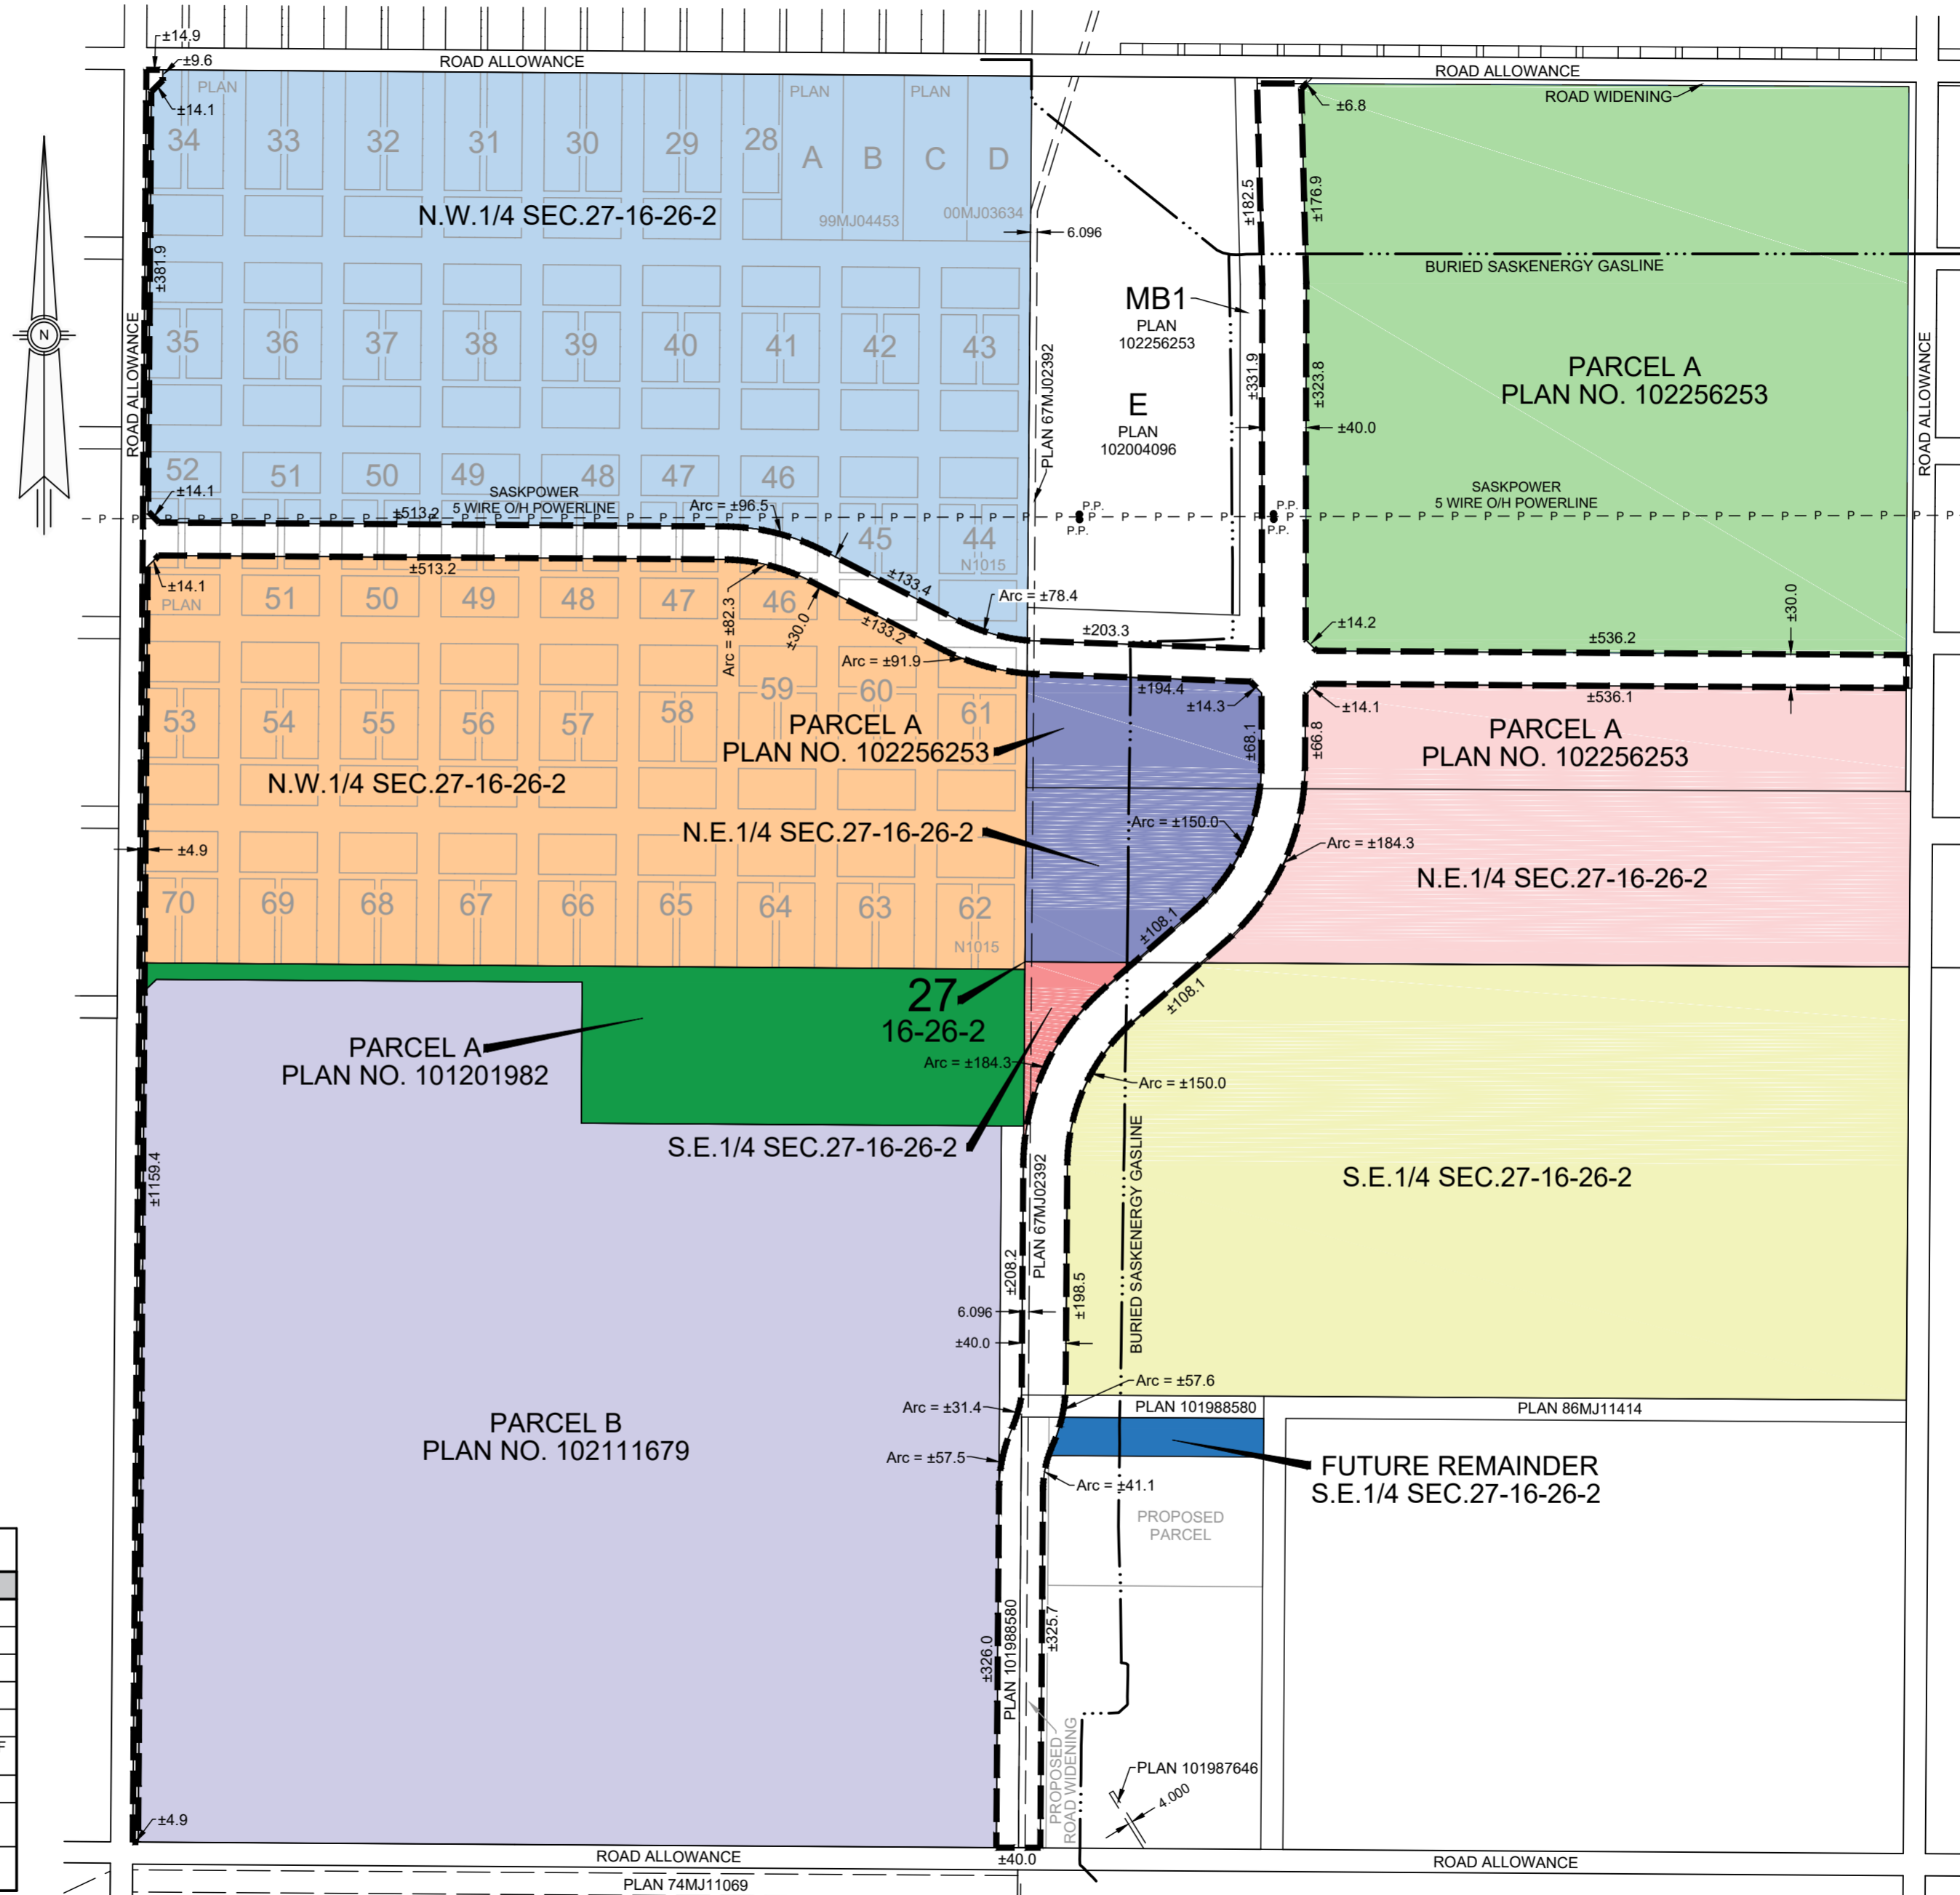 ±14.9
±9.6
ROAD ALLOWANCE
ROAD ALLOWANCE
PLAN
PLAN
PLAN
ROAD WIDENING
±14.1
±6.8
34
33
32
31
30
29
28
A
B
C
D
N.W.1/4 SEC.27-16-26-2
99MJ04453
00MJ03634
6.096
±182.5
±176.9
±381.9
BURIED SASKENERGY GASLINE
MB1
PLAN
102256253
N
ROAD ALLOWANCE
35
36
37
38
39
40
41
42
43
PLAN 67MJ02392
±331.9
±323.8
PARCEL A
PLAN NO. 102256253
ROAD ALLOWANCE
E
PLAN
102004096
±40.0
52
51
50
49
48
47
46
±14.1
SASKPOWER
5 WIRE O/H POWERLINE
±513.2
Arc = ±96.5
P.P.
P.P.
P.P.
P.P.
SASKPOWER
5 WIRE O/H POWERLINE
45
44
N1015
±14.1
±513.2
±133.4
Arc = ±78.4
PLAN
51
50
49
48
47
46
Arc = ±82.3
±30.0
±133.2
±203.3
±14.2
±536.2
±30.0
Arc = ±91.9
±194.4
±14.3
±14.1
±536.1
53
54
55
56
57
58
59
60
61
PARCEL A
PLAN NO. 102256253
±68.1
±66.8
PARCEL A
PLAN NO. 102256253
N.W.1/4 SEC.27-16-26-2
N.E.1/4 SEC.27-16-26-2
Arc = ±150.0
Arc = ±184.3
±4.9
N.E.1/4 SEC.27-16-26-2
70
69
68
67
66
65
64
63
62
N1015
±108.1
27
16-26-2
±108.1
PARCEL A
PLAN NO. 101201982
Arc = ±184.3
Arc = ±150.0
S.E.1/4 SEC.27-16-26-2
±1159.4
PLAN 67MJ02392
BURIED SASKENERGY GASLINE
S.E.1/4 SEC.27-16-26-2
±208.2
±198.5
6.096
±40.0
Arc = ±57.6
Arc = ±31.4
PLAN 101988580
PLAN 86MJ11414
PARCEL B
PLAN NO. 102111679
Arc = ±57.5
Arc = ±41.1
FUTURE REMAINDER
S.E.1/4 SEC.27-16-26-2
PROPOSED
PARCEL
±326.0
PLAN 101988580
±325.7
PROPOSED
ROAD WIDENING
PLAN 101987646
4.000
±4.9
ROAD ALLOWANCE
±40.0
ROAD ALLOWANCE
PLAN 74MJ11069